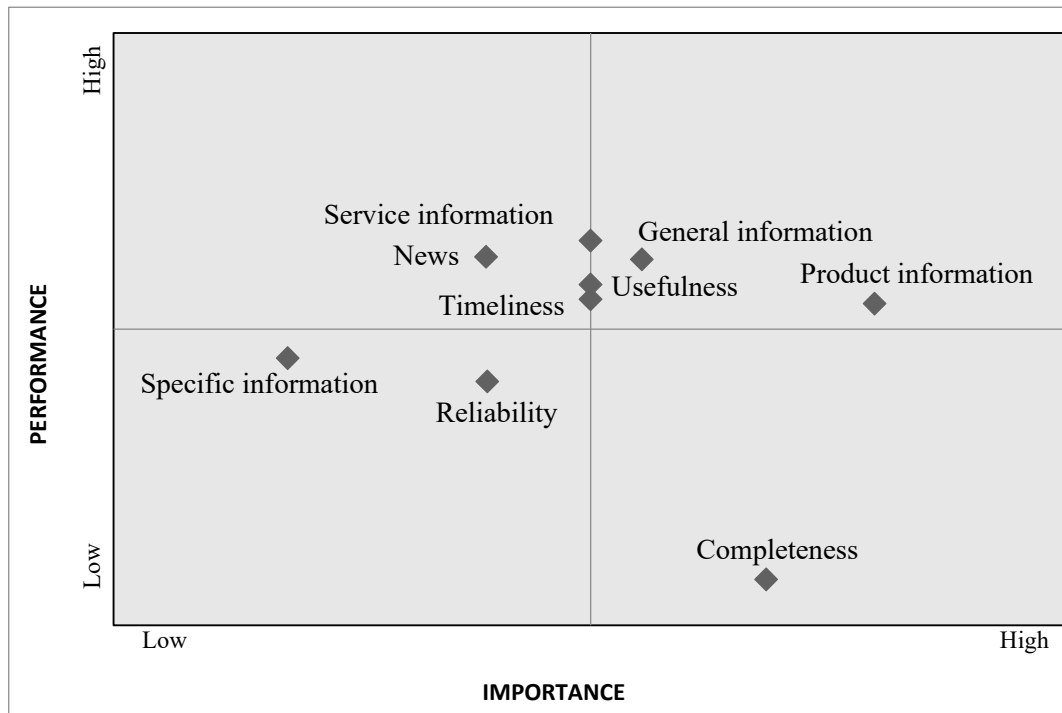 High
Service information
General information
News
Product information
Usefulness
Timeliness
PERFORMANCE
Specific information
Reliability
Completeness
Low
Low
High
IMPORTANCE